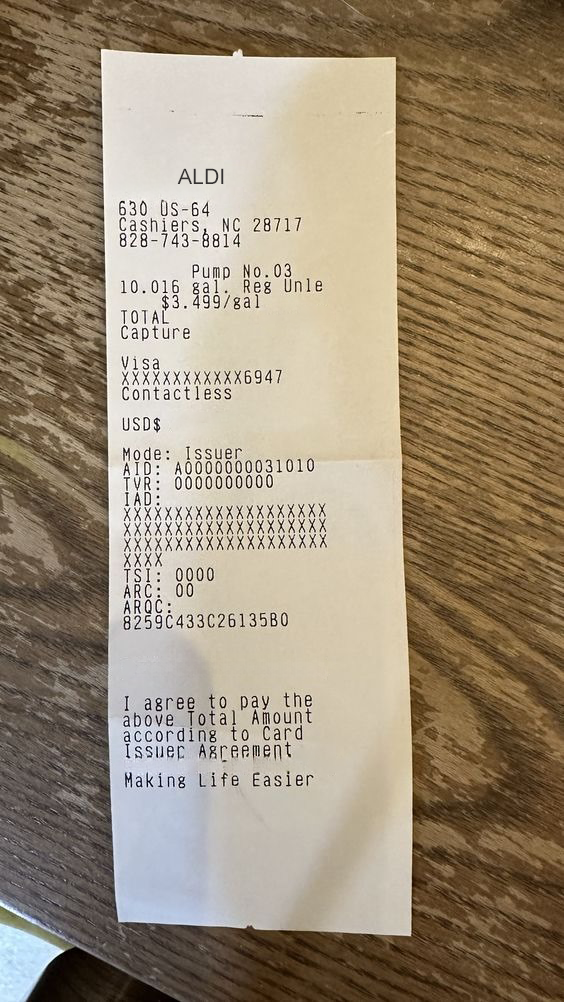 ALDI
630 US-64
Cashiers, NC 28717
828-743-8814
Pump No.03
10.016 gal. Reg Unle
$3.499/gal
TOTAL
Capture
Visa
XXXXXXXXXXXX6947
Contactless
USD$
Mode: Issuer
AID: A0000000031010
TVR: 0000000000
IAD:
XXXXXXXXXXXXXXXXXXXX
XXXXXXXXXXXXXXXXXXXX
XXXXXXXXXXXXXXXXXXXX
XXXX
TSI: 0000
ARC: 00
ARQC:
8259C433C26135B0
I agree to pay the
above Total Amount
according to Card
Issuer Agreement
Making Life Easier